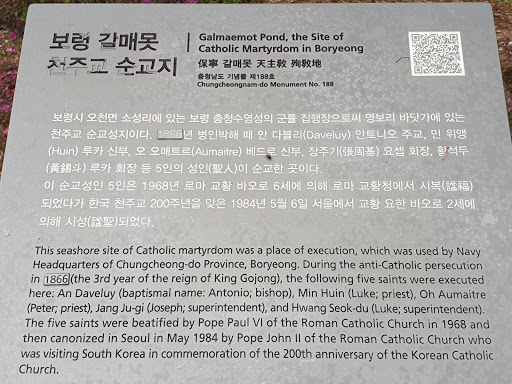 보령 갈매못
천주교 순교지
Galmaemot Pond, the Site of
Catholic Martyrdom in Boryeong
保寧 갈매못 天主敎 殉敎地
충청남도 기념물 제188호
Chungcheongnam-do Monument No. 188
보령시 오천면 소성리에 있는 보령 충청수영성의 군률 집행장으로써 영보리 바닷가에 있는
천주교 순교성지이다. 1866년 병인박해 때 안 다블리(Daveluy) 안토니오 주교, 민 위앵
(Huin) 루카 신부, 오 오매트르(Aumaitre) 베드로 신부, 장주기(張周基) 요셉 회장, 황석두
(黃錫斗) 루카 회장 등 5인의 성인(聖人)이 순교한 곳이다.
이 순교성인 5인은 1968년 로마 교황 바오로 6세에 의해 로마 교황청에서 시복(諡福)
되었다가 한국 천주교 200주년을 맞은 1984년 5월 6일 서울에서 교황 요한 바오로 2세에
의해 시성(諡聖)되었다.
This seashore site of Catholic martyrdom was a place of execution, which was used by Navy
Headquarters of Chungcheong-do Province, Boryeong. During the anti-Catholic persecution
in 1866(the 3rd year of the reign of King Gojong), the following five saints were executed
here: An Daveluy (baptismal name: Antonio; bishop), Min Huin (Luke; priest), Oh Aumaitre
(Peter; priest), Jang Ju-gi (Joseph; superintendent), and Hwang Seok-du (Luke; superintendent).
The five saints were beatified by Pope Paul VI of the Roman Catholic Church in 1968 and
then canonized in Seoul in May 1984 by Pope John II of the Roman Catholic Church who
was visiting South Korea in commemoration of the 200th anniversary of the Korean Catholic
Church.